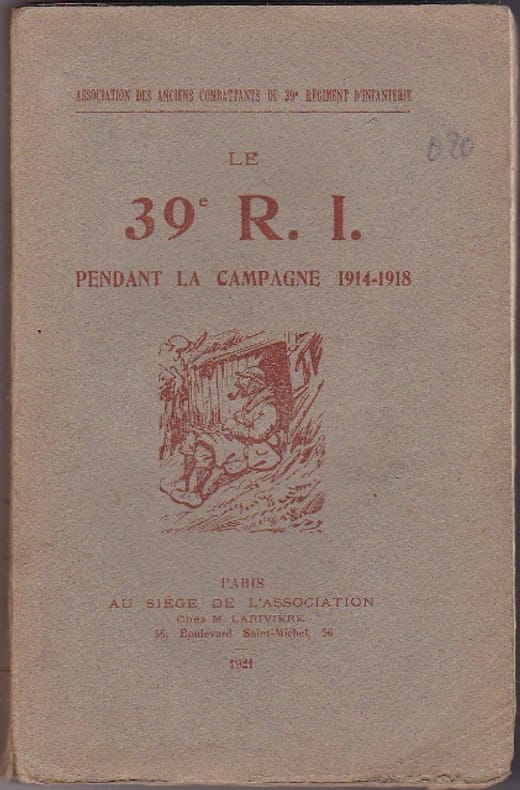 ASSOCIATION DES ANCIENS COMBATTANTS DU 39e RÉGIMENT D'INFANTERIE
LE
39e R. I.
PENDANT LA CAMPAGNE 1914-1918
PARIS
AU SIÈGE DE L'ASSOCIATION
Chez M. LARIVIÈRE
56, Boulevard Saint-Michel, 56
1921